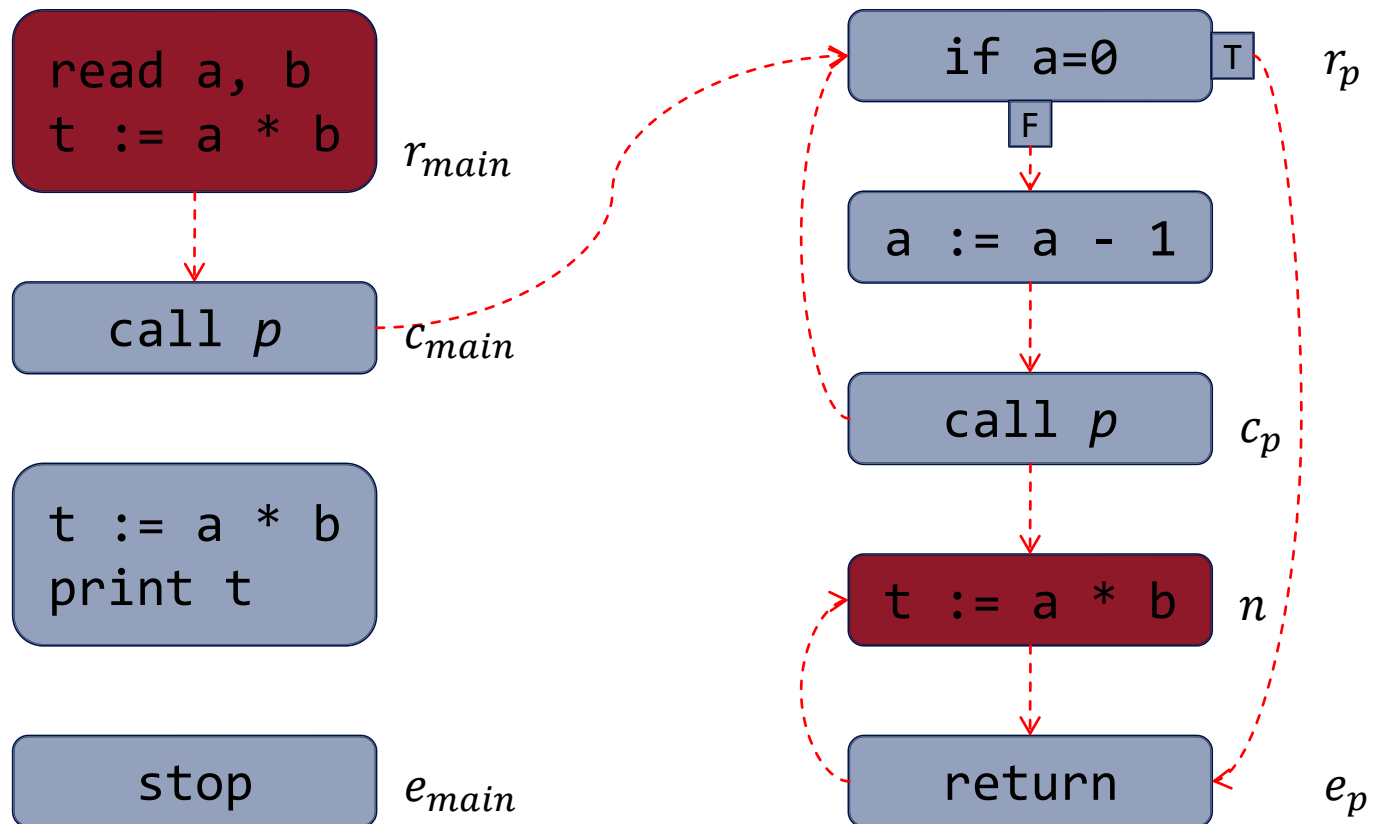 read a, b
t := a * b
r_main
call p
c_main
t := a * b
print t
stop
e_main
if a=0
T
r_p
F
a := a - 1
call p
c_p
t := a * b
n
return
e_p